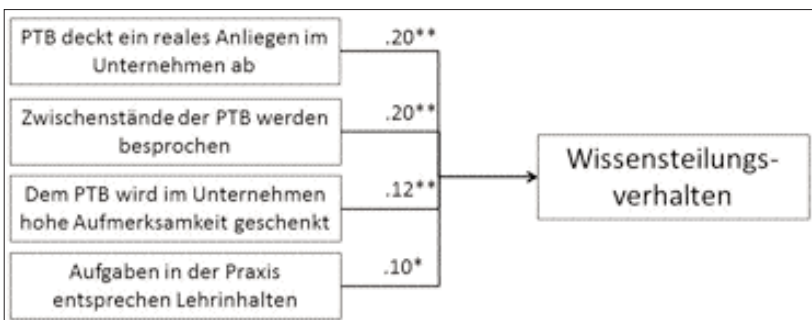 PTB deckt ein reales Anliegen im
Unternehmen ab
.20**
Zwischenstände der PTB werden
besprochen
.20**
Dem PTB wird im Unternehmen
hohe Aufmerksamkeit geschenkt
.12**
Aufgaben in der Praxis
entsprechen Lehrinhalten
.10*
Wissensteilungs-
verhalten